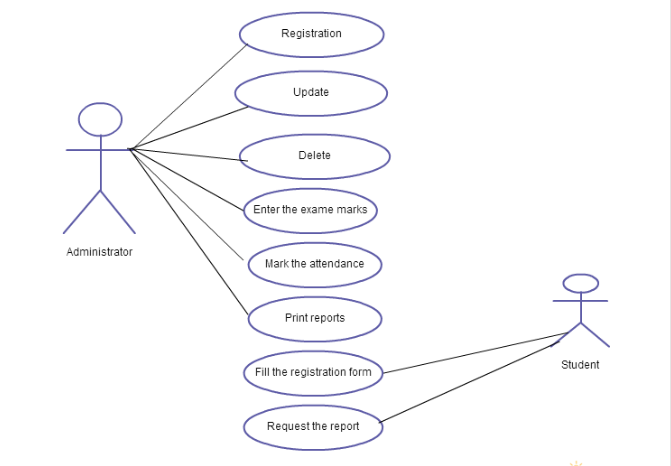 Registration
Update
Delete
Enter the exame marks
Administrator
Mark the attendance
Print reports
Fill the registration form
Student
Request the report